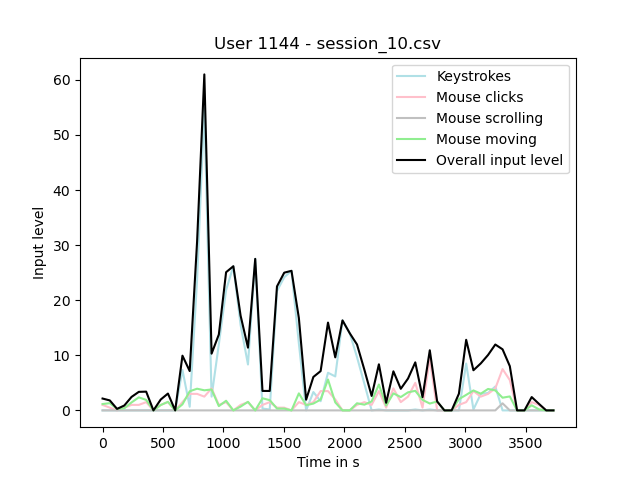 User 1144 - session_10.csv
Keystrokes
Mouse clicks
Mouse scrolling
Mouse moving
Overall input level
Input level
60
50
40
30
20
10
0
0 500 1000 1500 2000 2500 3000 3500
Time in s